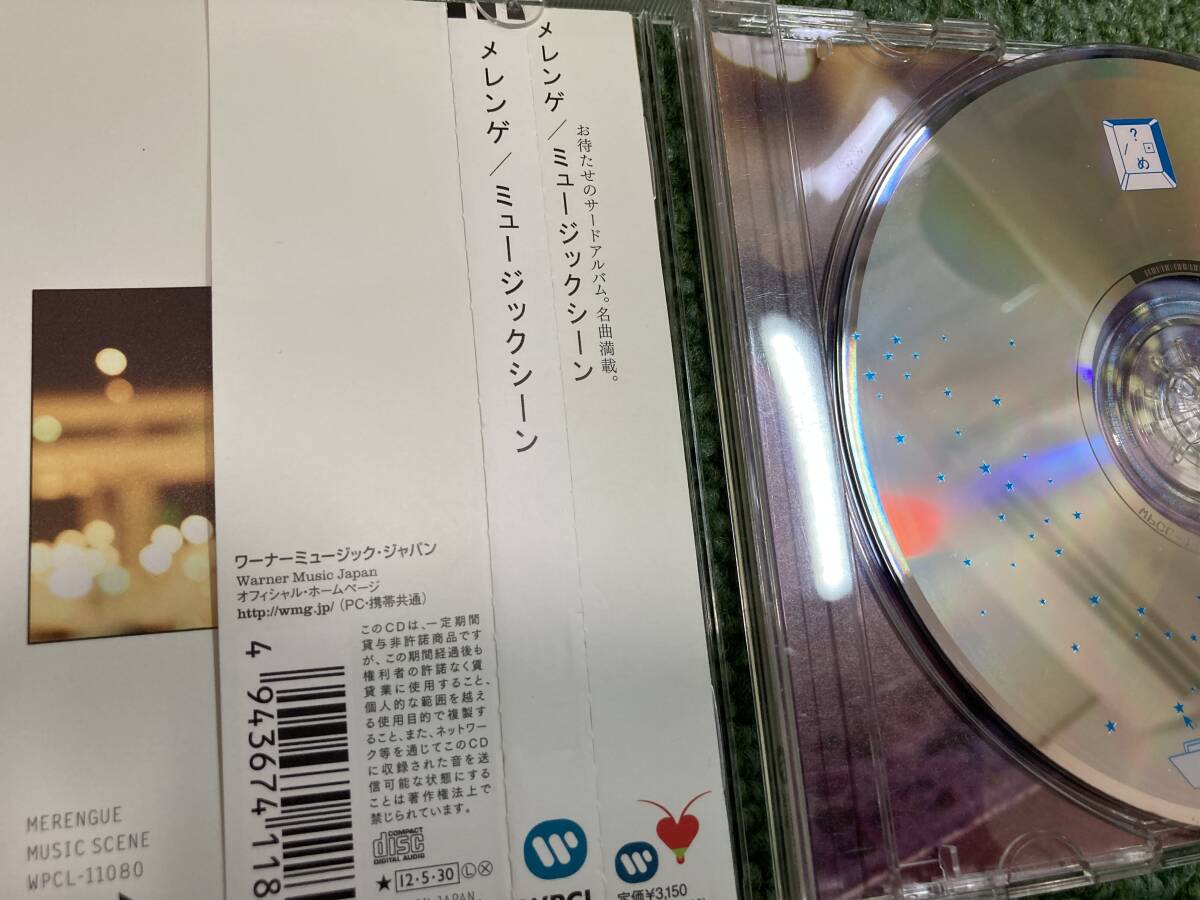 メレンゲ/ミュージックシーン
お待たせのサードアルバム。名曲満載。
メレンゲ/ミュージックシーン
ワーナーミュージック・ジャパン
Warner Music Japan
オフィシャル・ホームページ
http://wmg.jp/ (PC・携帯共通)
このCDは、一定期間
貸与非許諾商品です
が、この期間経過後も
権利者の許諾なく賃
貸業に使用すること、
個人的な範囲を越え
る使用目的で複製す
ること、また、ネットワー
ク等を通じてこのCD
に収録された音を送
信可能な状態にする
ことは著作権法上で
禁じられています。
4 943674 118
COMPACT
disc
DIGITAL AUDIO
★ 12・5・30 Ⓛ Ⓧ
定価¥3,150
MERENGUE
MUSIC SCENE
WPCL-11080
?
/ ・
め